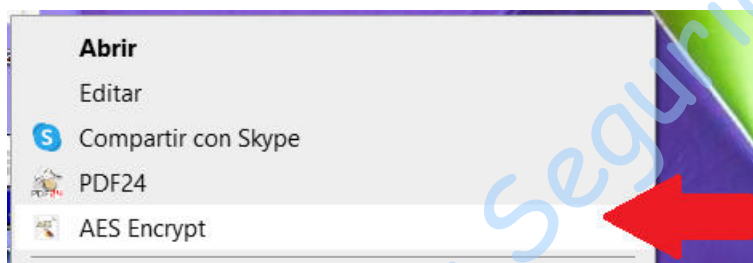 Abrir
Editar
Compartir con Skype
PDF24
AES Encrypt